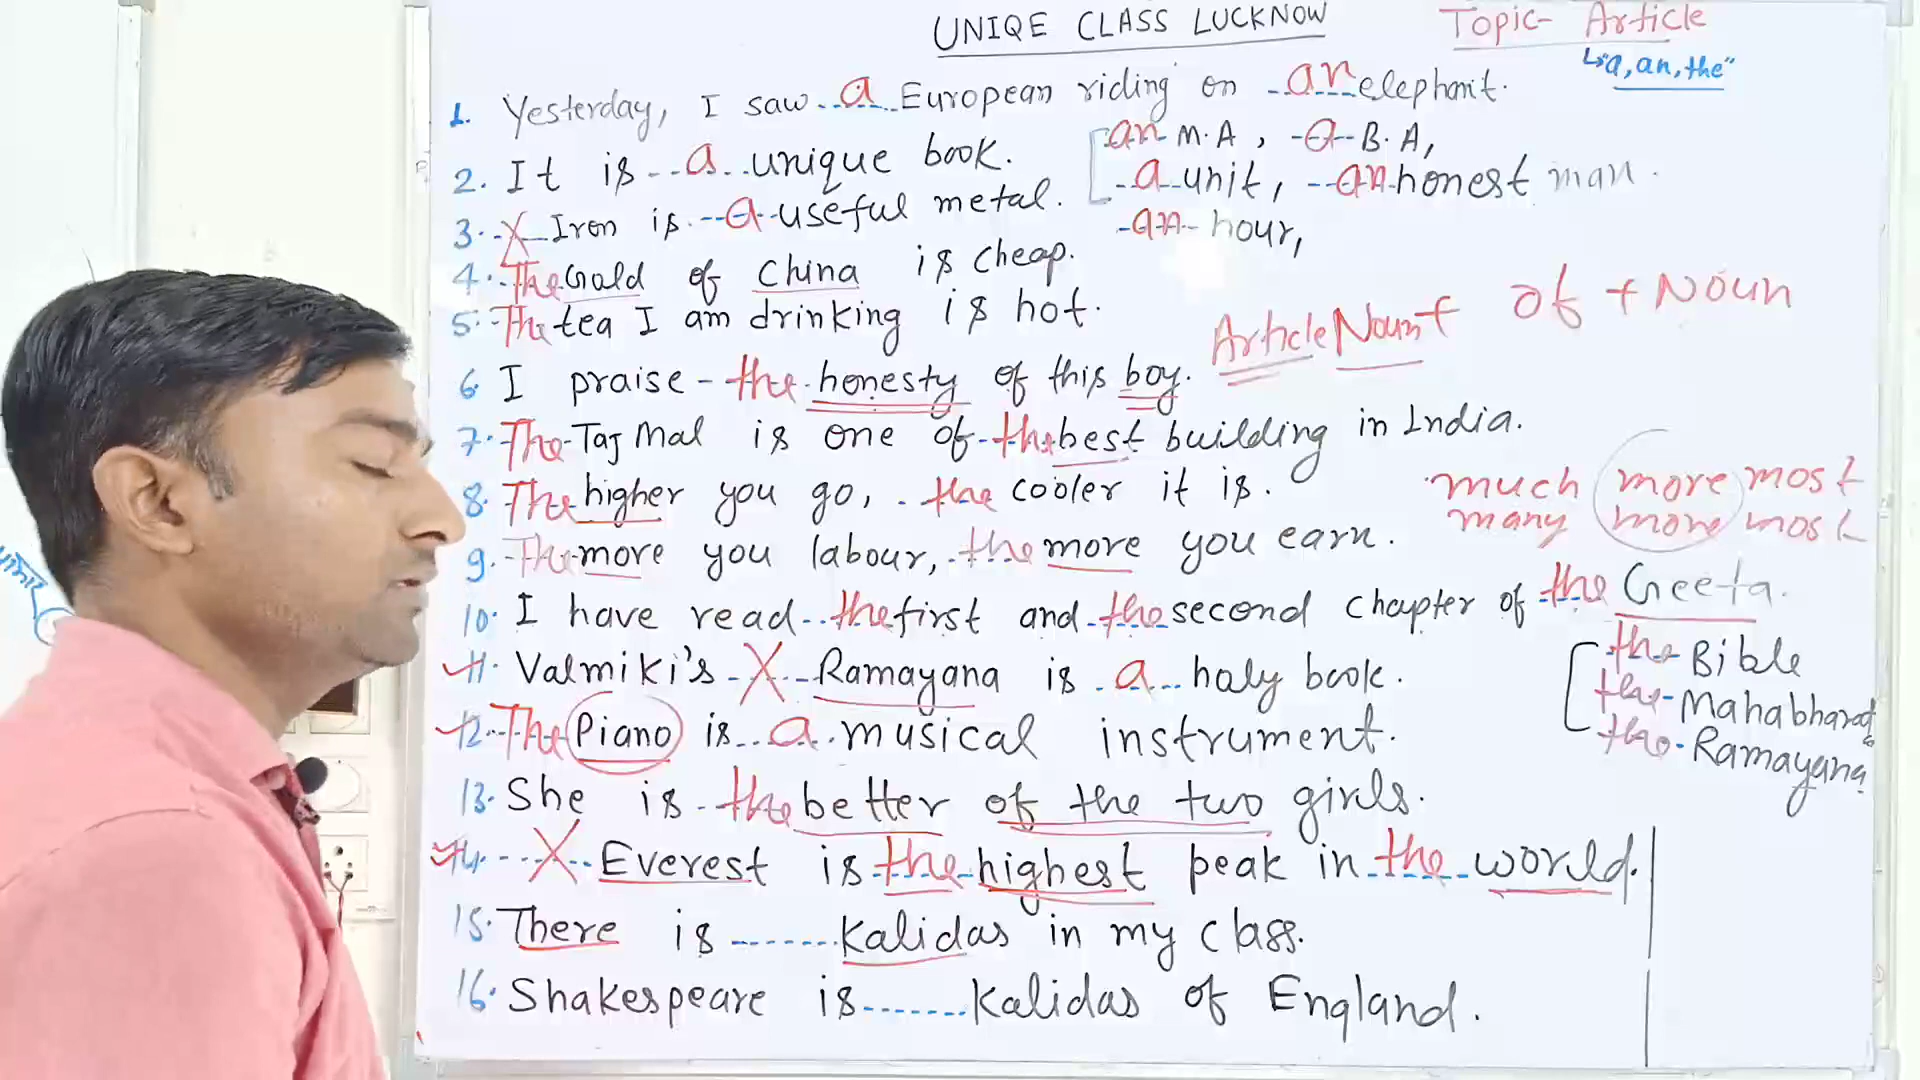 UNIQE CLASS LUCKNOW
Topic- Article
↳"a, an, the"
1. Yesterday, I saw a European riding on an elephant.
2. It is a unique book.
an M.A, a B.A,
a unit, an honest man.
an hour,
3. X Iron is a useful metal.
4. The Gold of China is cheap.
5. The tea I am drinking is hot.
Article Noun + of + Noun
6. I praise the honesty of this boy.
7. The Taj Mal is one of the best building in India.
8. The higher you go, the cooler it is.
much more most
many more most
9. The more you labour, the more you earn.
10. I have read the first and the second chapter of the Geeta.
the Bible
the Mahabharat
the Ramayana
11. Valmiki's X Ramayana is a holy book.
12. The Piano is a musical instrument.
13. She is the better of the two girls.
14. X Everest is the highest peak in the world.
15. There is ....... Kalidas in my class.
16. Shakespeare is ....... Kalidas of England.